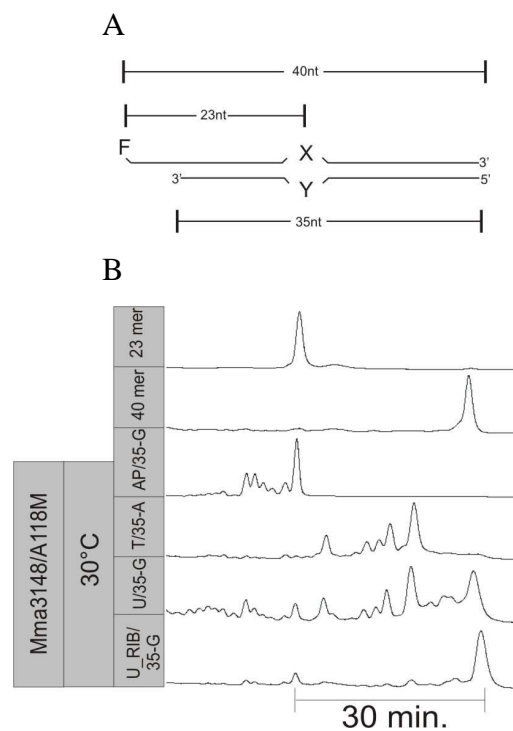 A
40nt
23nt
F
X
3'
3'
Y
5'
35nt
B
23 mer
40 mer
AP/35-G
T/35-A
U/35-G
U_RIB/
35-G
30°C
Mma3148/A118M
30 min.